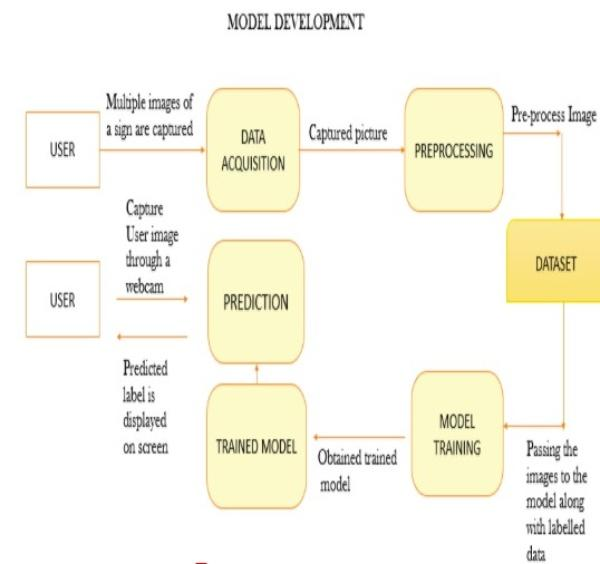 MODEL DEVELOPMENT
Multiple images of
a sign are captured
USER
DATA
ACQUISITION
Captured picture
PREPROCESSING
Pre-process Image
Capture
User image
through a
webcam
USER
PREDICTION
DATASET
Predicted
label is
displayed
on screen
TRAINED MODEL
Obtained trained
model
MODEL
TRAINING
Passing the
images to the
model along
with labelled
data